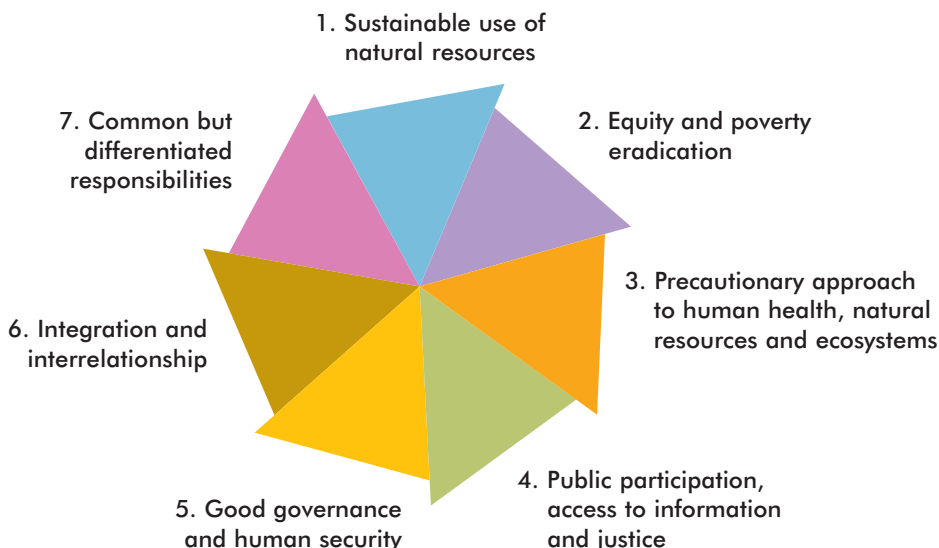 1. Sustainable use of
natural resources
2. Equity and poverty
eradication
3. Precautionary approach
to human health, natural
resources and ecosystems
4. Public participation,
access to information
and justice
5. Good governance
and human security
6. Integration and
interrelationship
7. Common but
differentiated
responsibilities